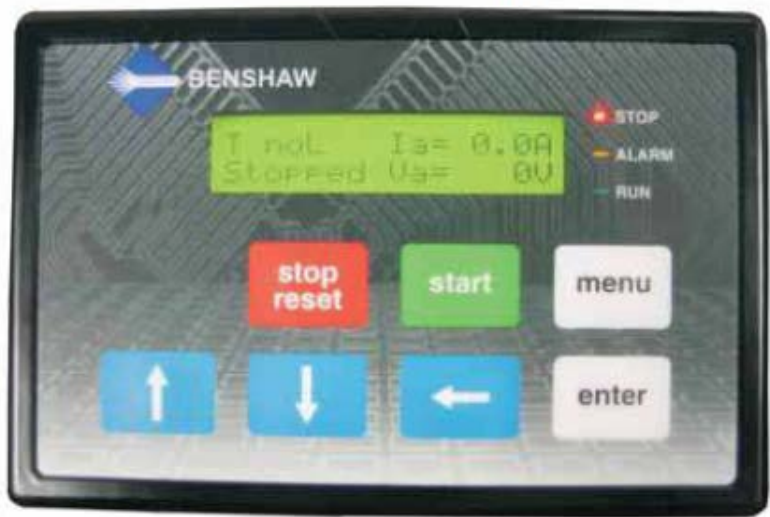 BENSHAW
T noL Ia= 0.0A
Stopped Va= 0V
STOP
ALARM
RUN
stop
reset
start
menu
enter